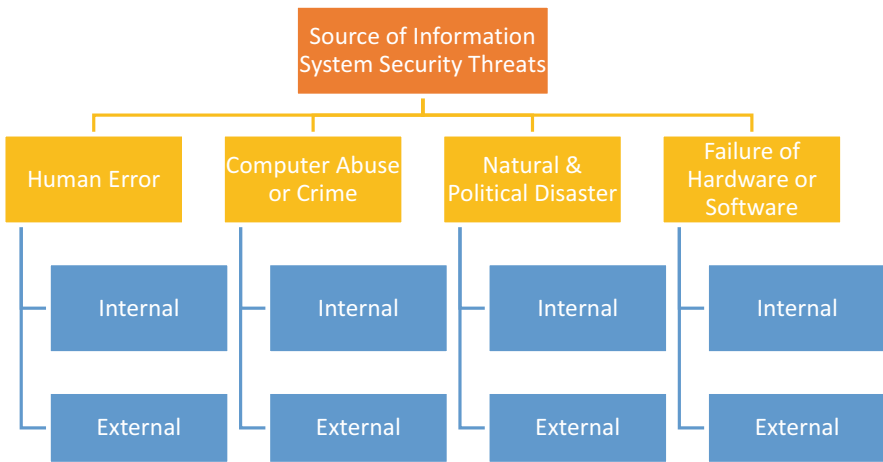 Source of Information
System Security Threats
Human Error
Computer Abuse
or Crime
Natural &
Political Disaster
Failure of
Hardware or
Software
Internal
Internal
Internal
Internal
External
External
External
External